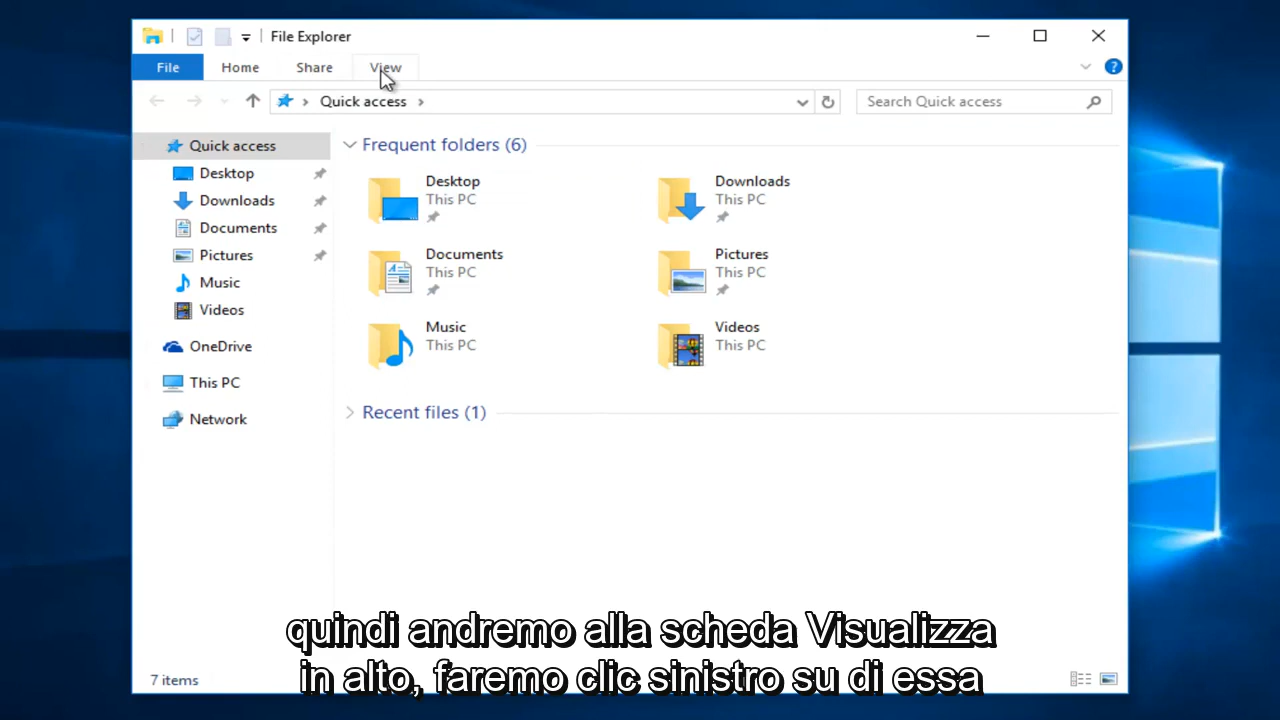 File Explorer
File Home Share View
Quick access
Search Quick access
Quick access
Desktop
Downloads
Documents
Pictures
Music
Videos
OneDrive
This PC
Network
Frequent folders (6)
Desktop
This PC
Downloads
This PC
Documents
This PC
Pictures
This PC
Music
This PC
Videos
This PC
Recent files (1)
quindi andremo alla scheda Visualizza
in alto, faremo clic sinistro su di essa
7 items